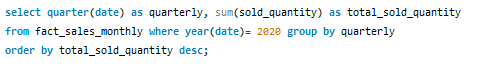 select quarter(date) as quarterly, sum(sold_quantity) as total_sold_quantity
from fact_sales_monthly where year(date)= 2020 group by quarterly
order by total_sold_quantity desc;